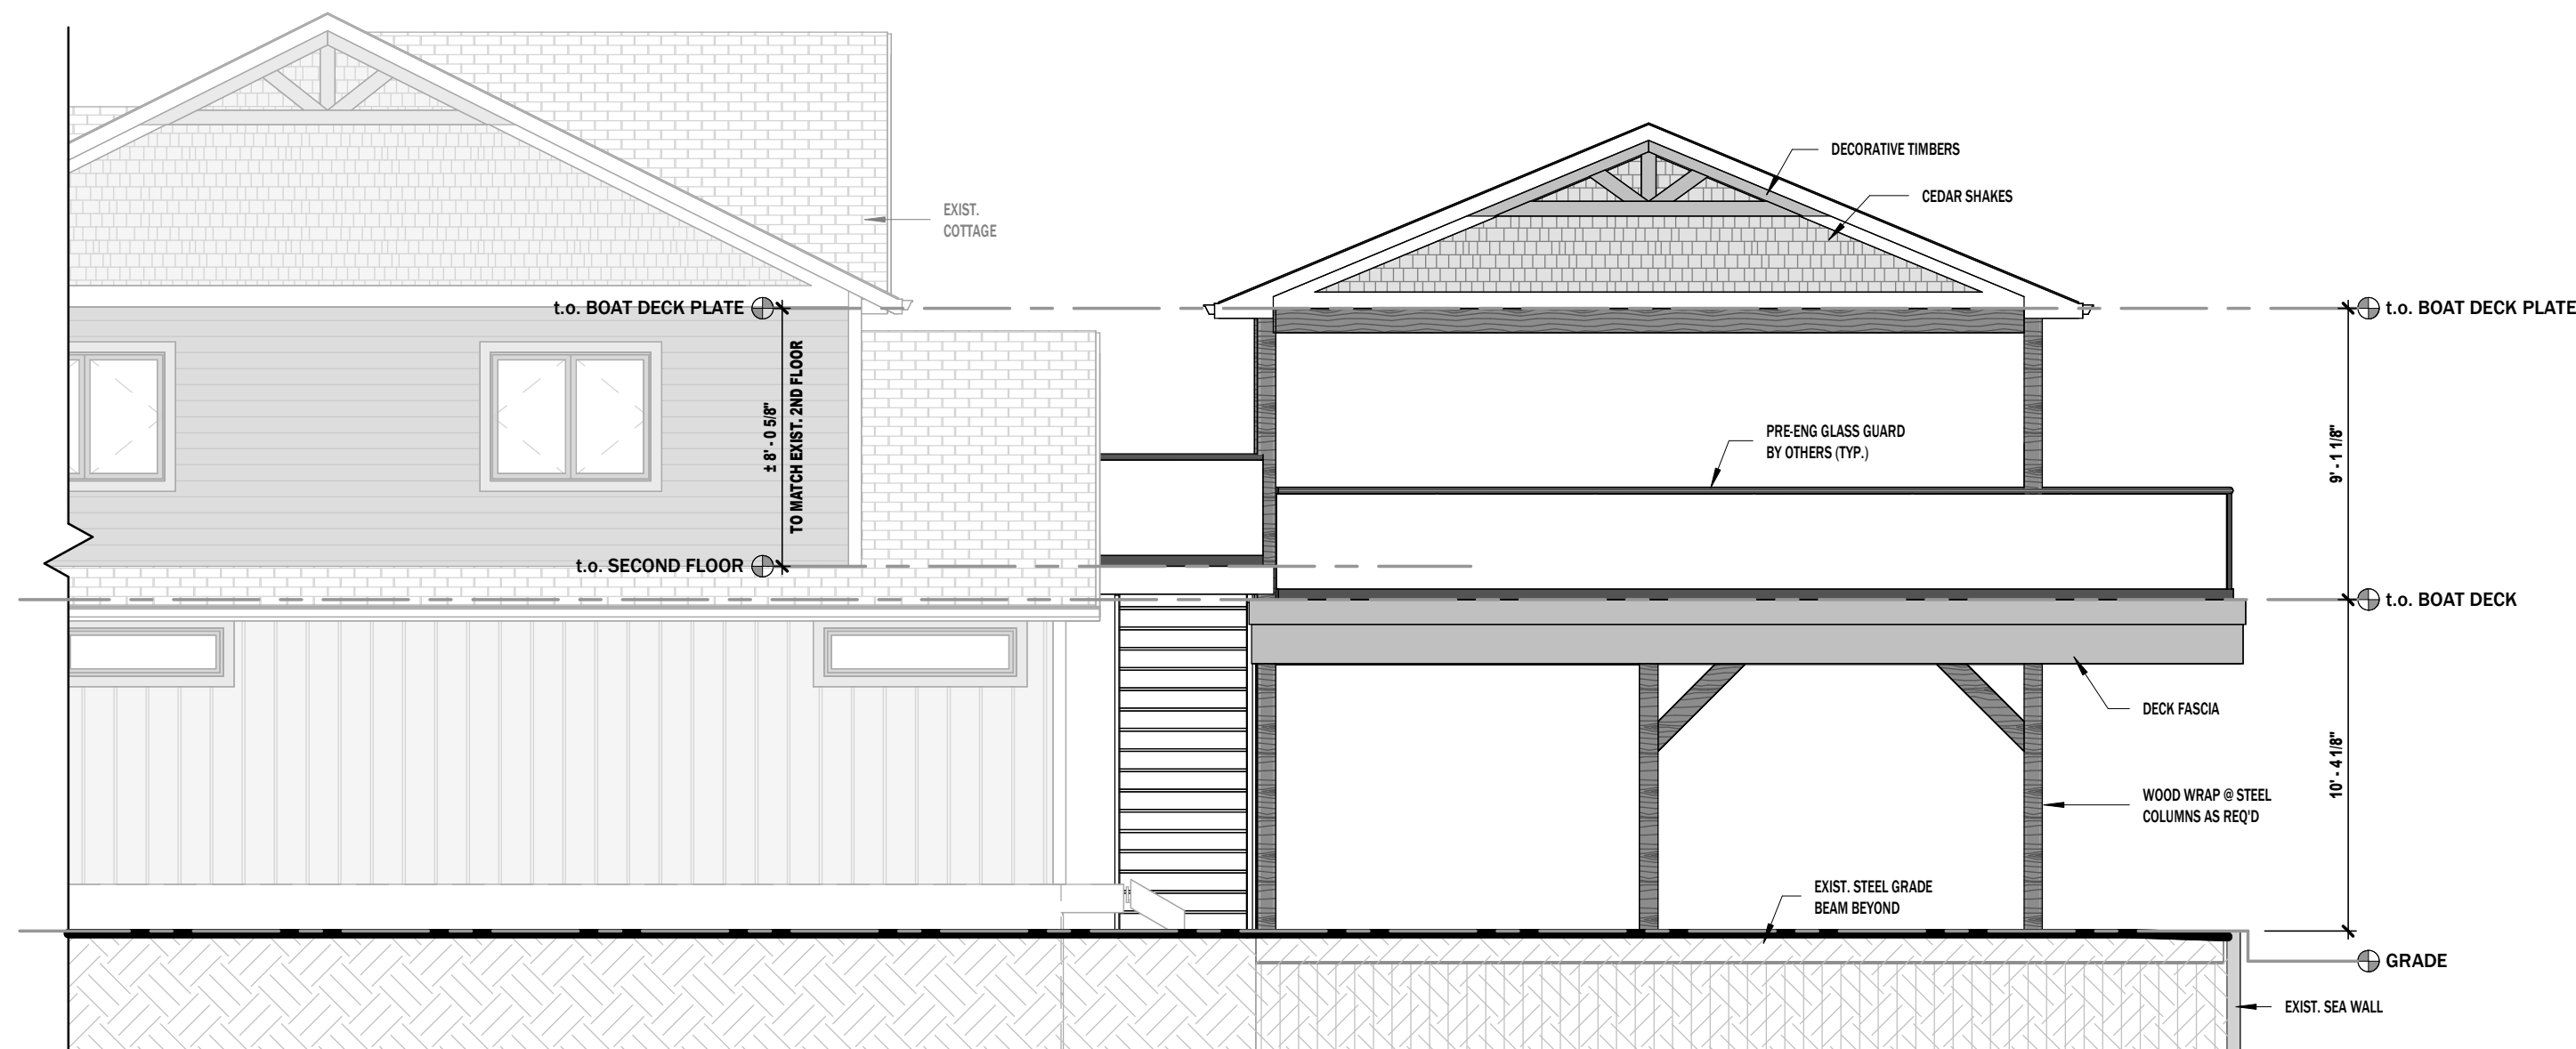 DECORATIVE TIMBERS
CEDAR SHAKES
EXIST.
COTTAGE
t.o. BOAT DECK PLATE
t.o. BOAT DECK PLATE
± 8' - 0 5/8"
TO MATCH EXIST. 2ND FLOOR
PRE-ENG GLASS GUARD
BY OTHERS (TYP.)
9' - 1 1/8"
t.o. SECOND FLOOR
t.o. BOAT DECK
DECK FASCIA
10' - 4 1/8"
WOOD WRAP @ STEEL
COLUMNS AS REQ'D
EXIST. STEEL GRADE
BEAM BEYOND
GRADE
EXIST. SEA WALL